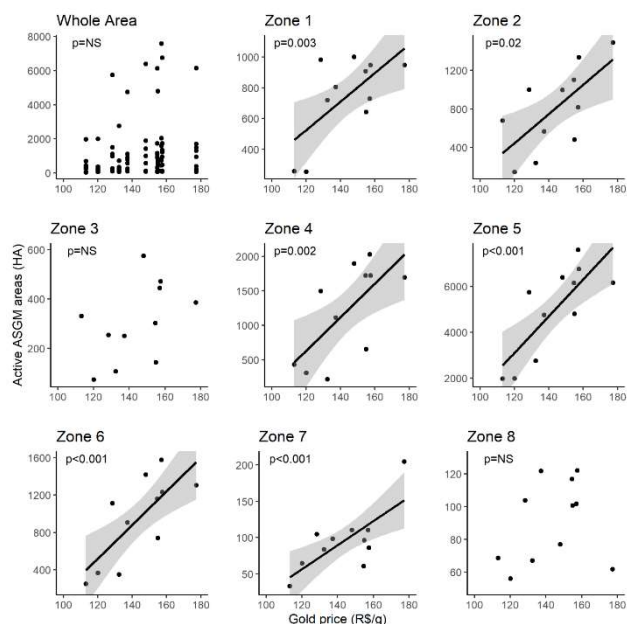 Whole Area
Zone 1
Zone 2
p=NS
p=0.003
p=0.02
8000
6000
4000
2000
0
1000
800
600
400
1200
800
400
100 120 140 160 180
100 120 140 160 180
100 120 140 160 180
Zone 3
Zone 4
Zone 5
p=NS
p=0.002
p<0.001
Active ASGM areas (HA)
600
400
200
2000
1500
1000
500
6000
4000
2000
100 120 140 160 180
100 120 140 160 180
100 120 140 160 180
Zone 6
Zone 7
Zone 8
p<0.001
p<0.001
p=NS
1600
1200
800
400
200
150
100
50
120
100
80
60
100 120 140 160 180
100 120 140 160 180
100 120 140 160 180
Gold price (R$/g)